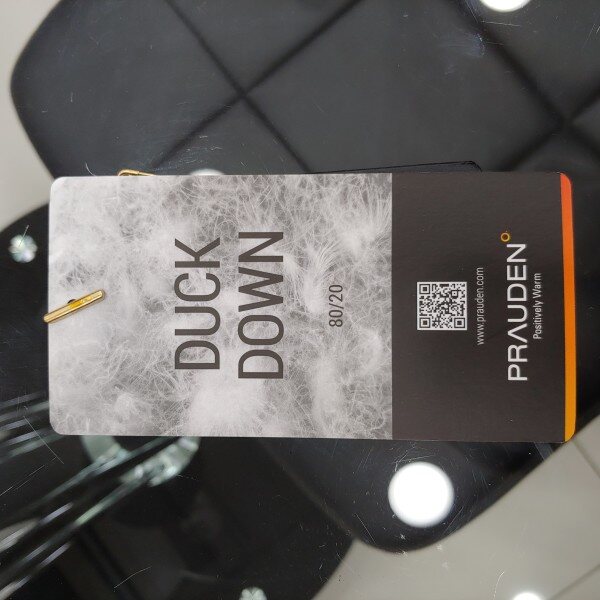 DUCK
DOWN
80/20
www.prauden.com
PRAUDEN°
Positively Warm